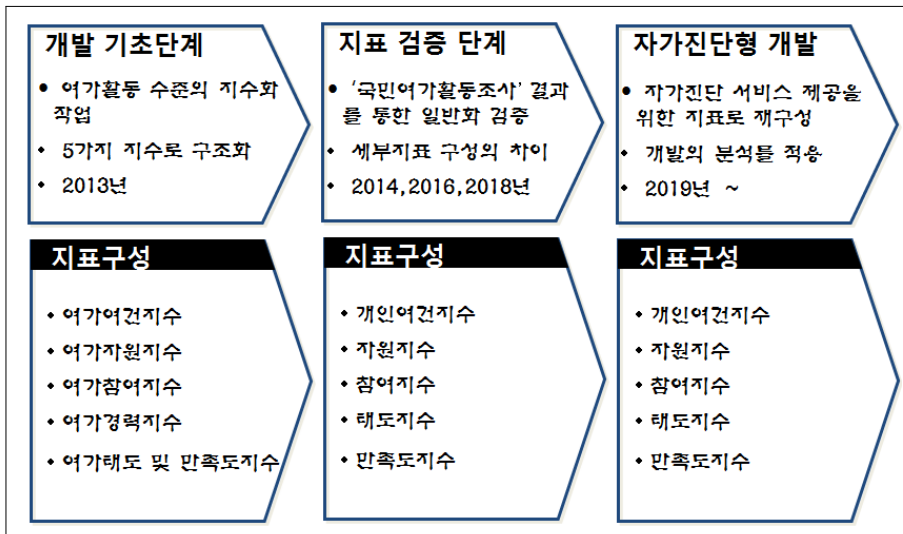 개발 기초단계
• 여가활동 수준의 지수화
작업
• 5가지 지수로 구조화
• 2013년
지표 검증 단계
• ‘국민여가활동조사’ 결과
를 통한 일반화 검증
• 세부지표 구성의 차이
• 2014,2016,2018년
자가진단형 개발
• 자가진단 서비스 제공을
위한 지표로 재구성
• 개발의 분석틀 적용
• 2019년 ~
지표구성
• 여가여건지수
• 여가자원지수
• 여가참여지수
• 여가경력지수
• 여가태도 및 만족도지수
지표구성
• 개인여건지수
• 자원지수
• 참여지수
• 태도지수
• 만족도지수
지표구성
• 개인여건지수
• 자원지수
• 참여지수
• 태도지수
• 만족도지수